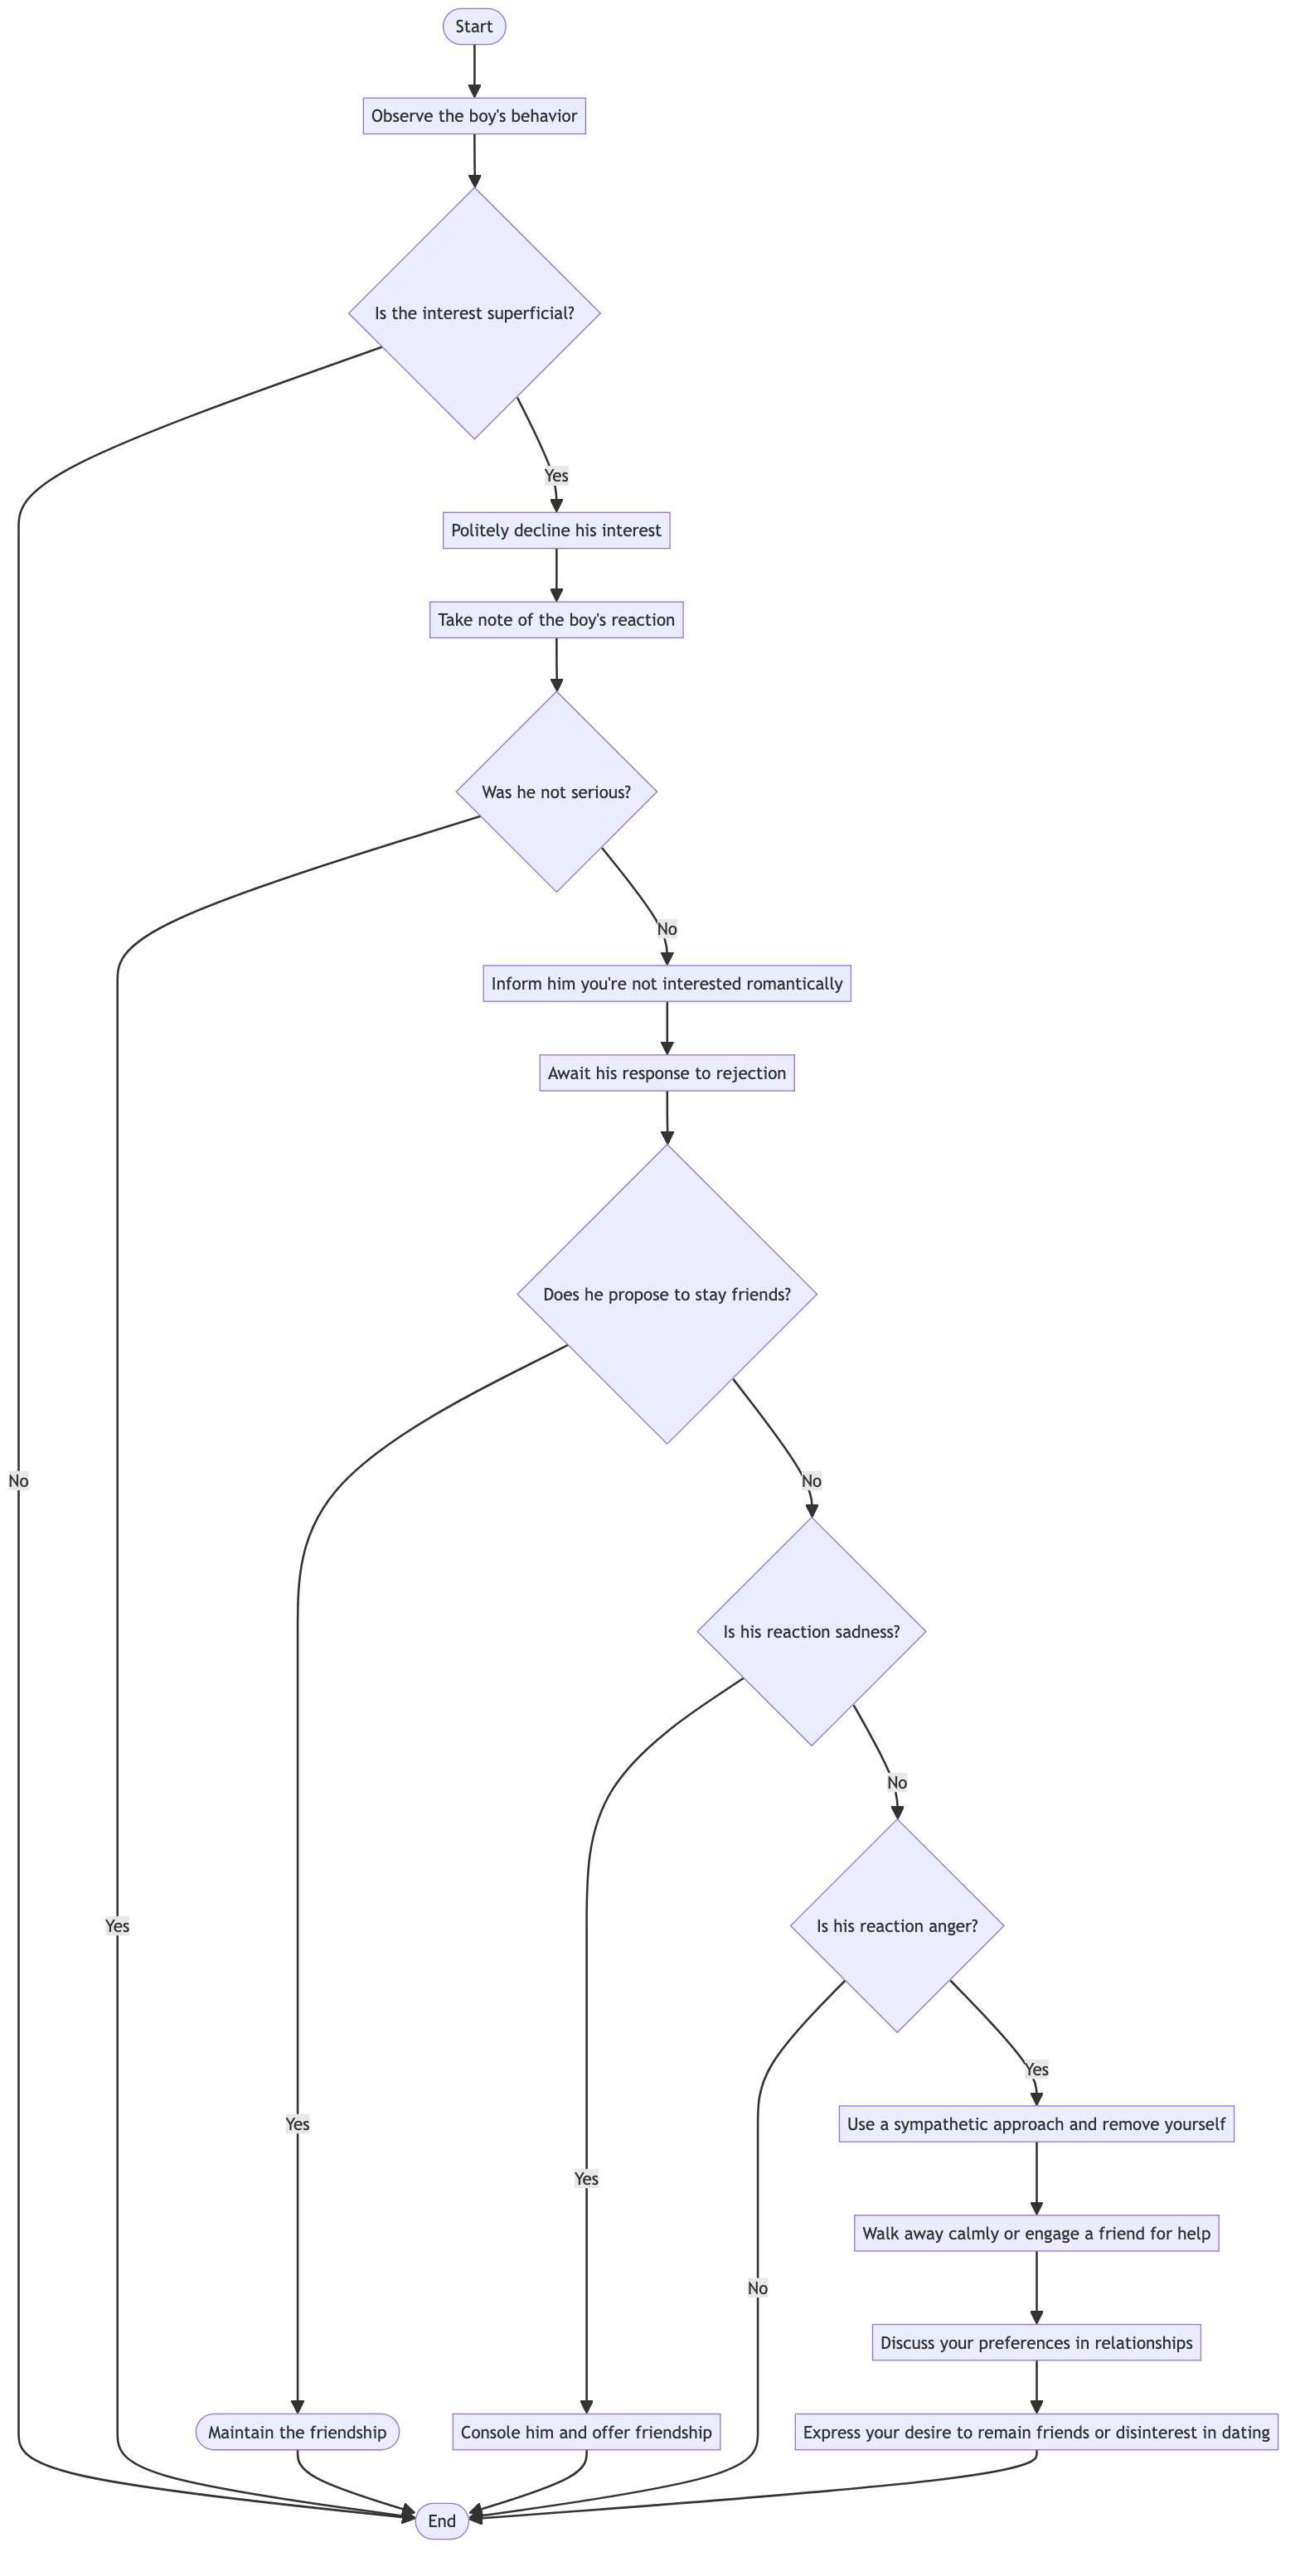 Start
Observe the boy's behavior
Is the interest superficial?
Yes
Politely decline his interest
Take note of the boy's reaction
Was he not serious?
No
Inform him you're not interested romantically
Await his response to rejection
Does he propose to stay friends?
No
No
Is his reaction sadness?
No
Is his reaction anger?
Yes
Yes
Yes
Use a sympathetic approach and remove yourself
Yes
Walk away calmly or engage a friend for help
No
Discuss your preferences in relationships
Maintain the friendship
Console him and offer friendship
Express your desire to remain friends or disinterest in dating
End